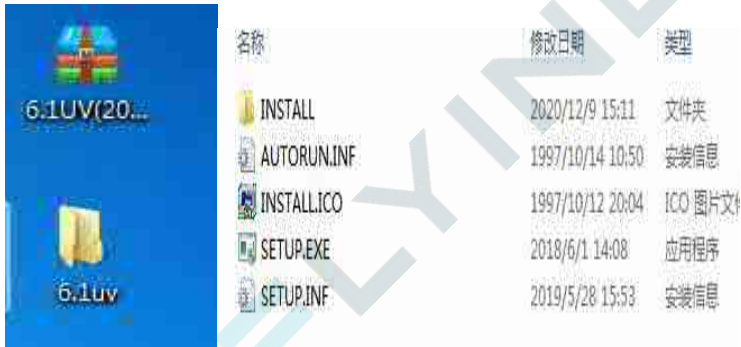 6.1UV(20...
6.1uv
名称 修改日期 类型
INSTALL 2020/12/9 15:11 文件夹
AUTORUN.INF 1997/10/14 10:50 安装信息
INSTALL.ICO 1997/10/12 20:04 ICO 图片文件
SETUP.EXE 2018/6/1 14:08 应用程序
SETUP.INF 2019/5/28 15:53 安装信息